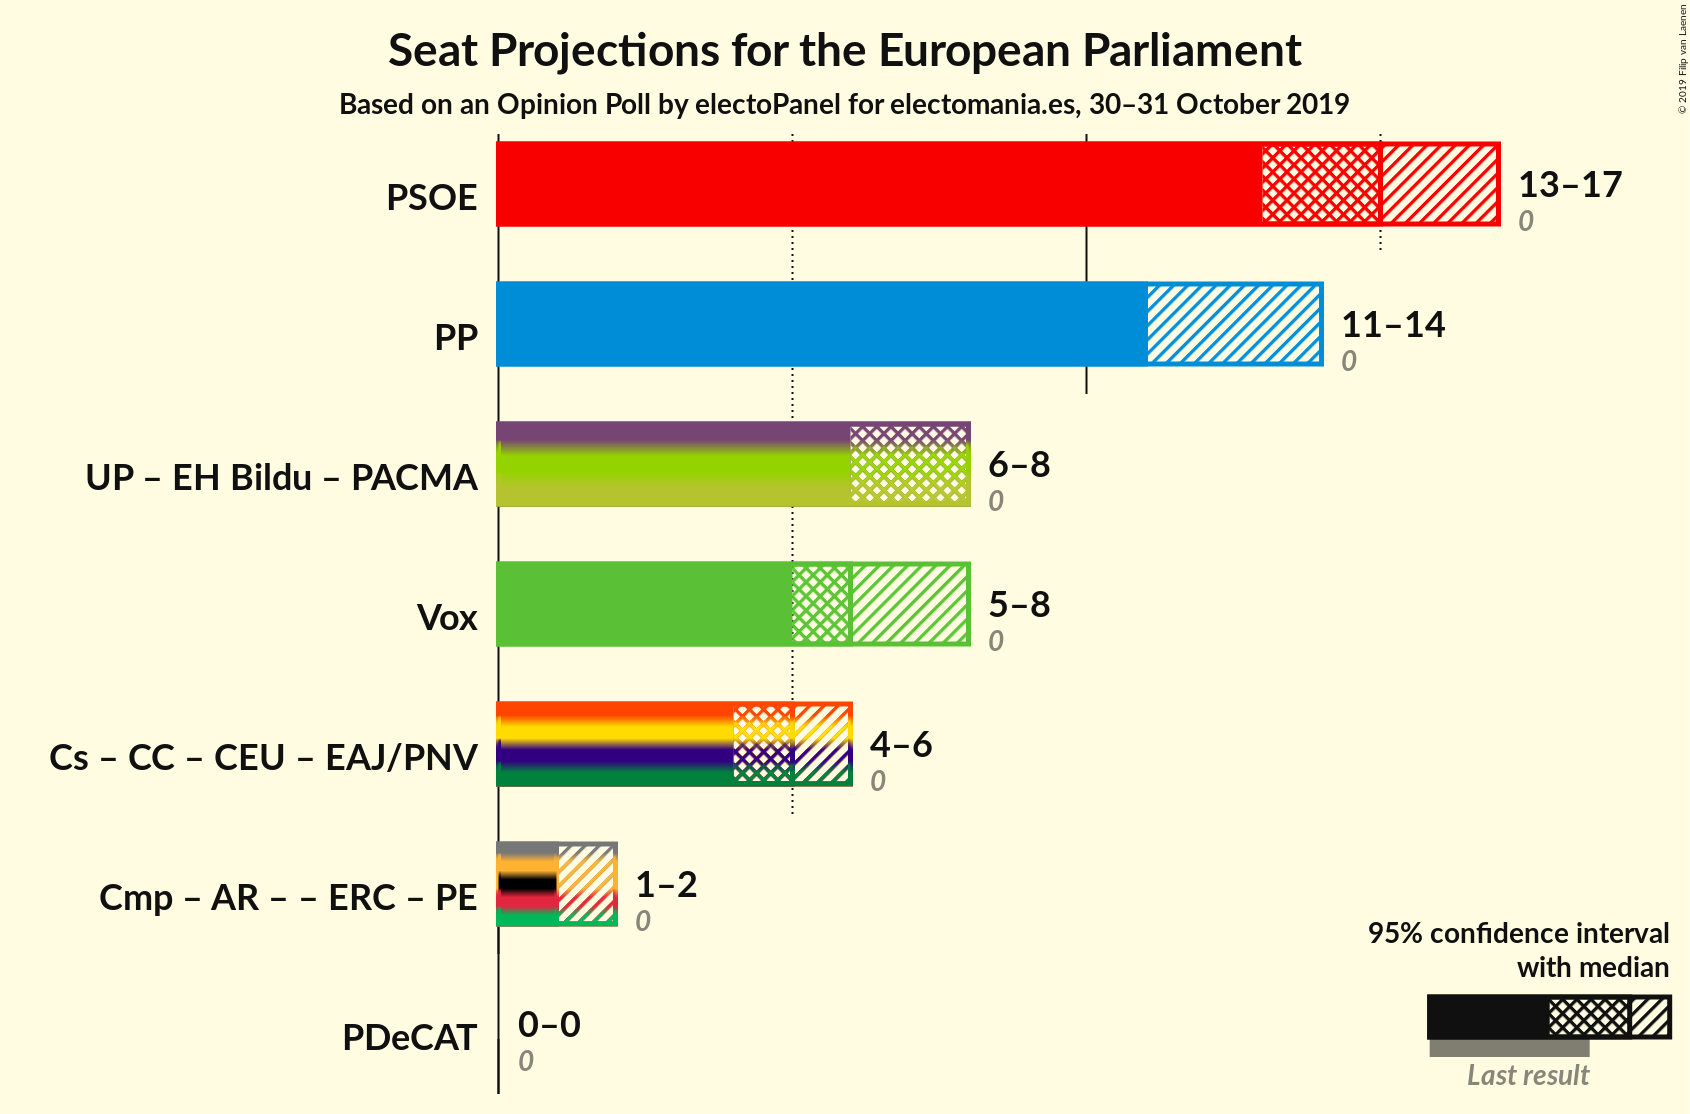 Seat Projections for the European Parliament
Based on an Opinion Poll by electoPanel for electomania.es, 30–31 October 2019
© 2019 Filip van Laenen
PSOE
13–17
0
PP
11–14
0
UP – EH Bildu – PACMA
6–8
0
Vox
5–8
0
Cs – CC – CEU – EAJ/PNV
4–6
0
Cmp – AR – – ERC – PE
1–2
0
PDeCAT
0–0
0
95% confidence interval
with median
Last result